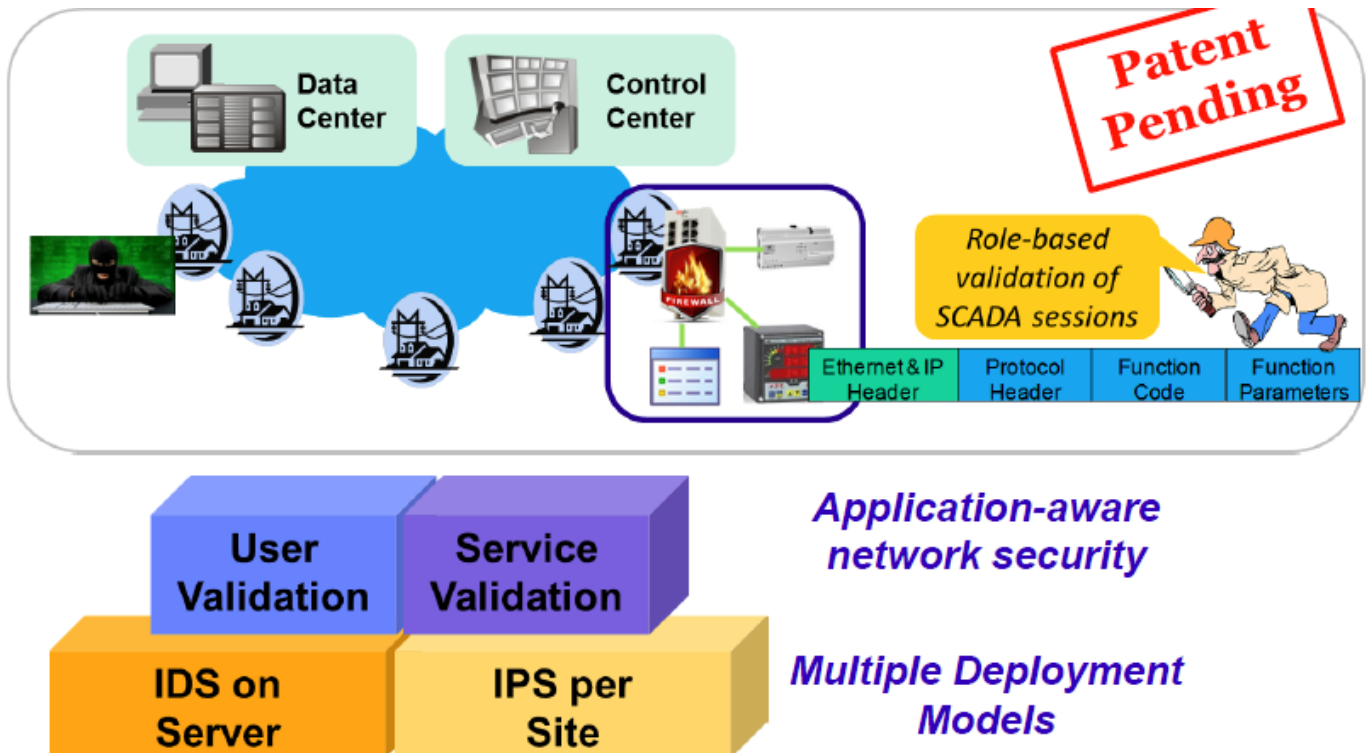 Data
Center
Control
Center
Patent
Pending
FIREWALL
Role-based
validation of
SCADA sessions
Ethernet & IP
Header
Protocol
Header
Function
Code
Function
Parameters
User
Validation
Service
Validation
Application-aware
network security
IDS on
Server
IPS per
Site
Multiple Deployment
Models